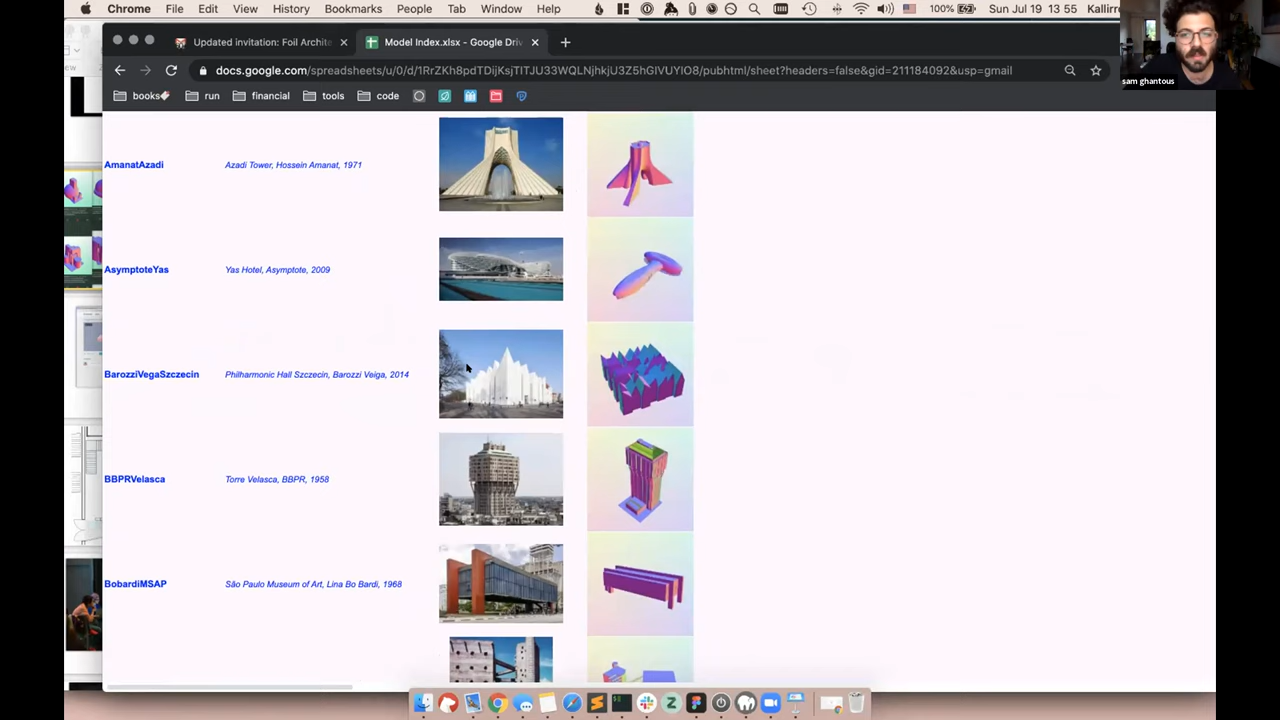 Chrome File Edit View History Bookmarks People Tab Window Help 100% Sun Jul 19 13 55 Kallirro
Updated invitation: Foil Archite Model Index.xlsx - Google Driv
docs.google.com/spreadsheets/u/0/d/1RrZKh8pdTDijKsjTITJU33WQLNjhkjU3Z5hGIVUYIO8/pubhtml/sheet?headers=false&gid=211184092&usp=gmail
sam ghantous
books run financial tools code
AmanatAzadi Azadi Tower, Hossein Amanat, 1971
AsymptoteYas Yas Hotel, Asymptote, 2009
BarozziVegaSzczecin Philharmonic Hall Szczecin, Barozzi Veiga, 2014
BBPRVelasca Torre Velasca, BBPR, 1958
BobardiMSAP São Paulo Museum of Art, Lina Bo Bardi, 1968